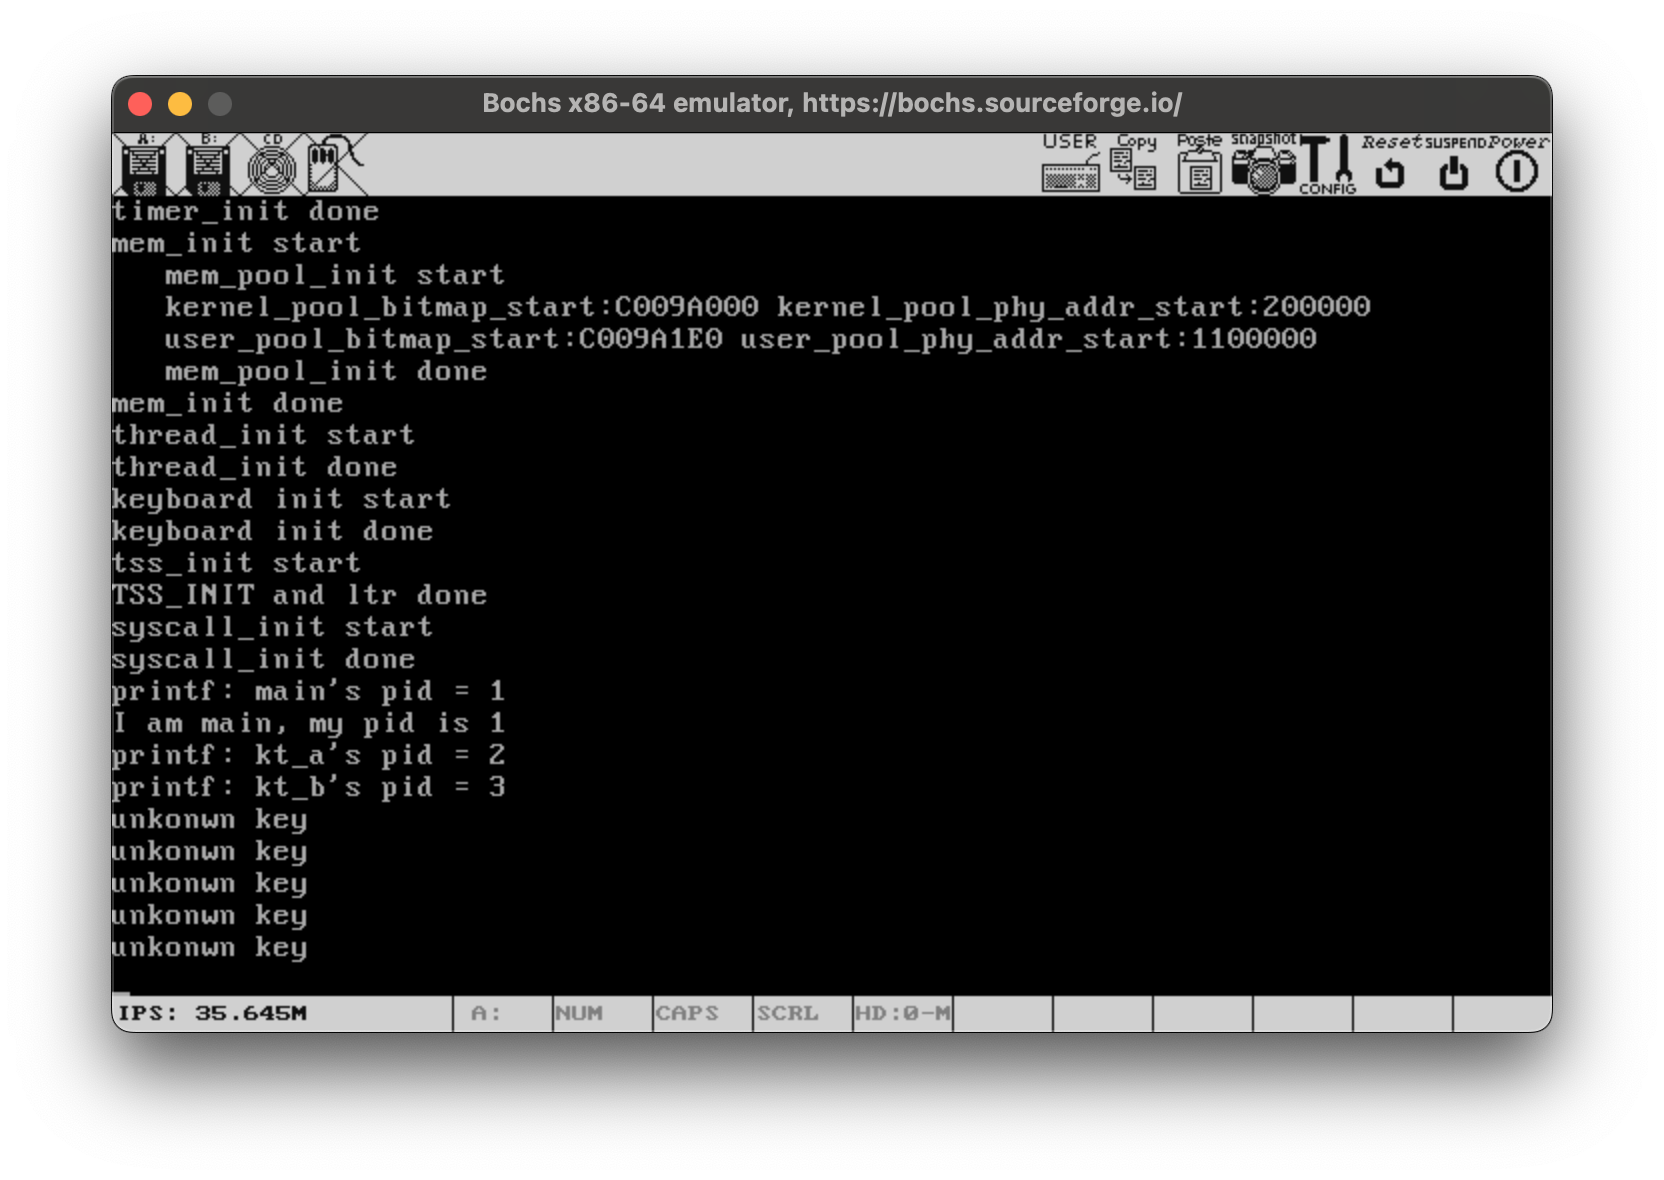 Bochs x86-64 emulator, https://bochs.sourceforge.io/
A: B: CD USER Copy Paste snapshot CONFIG Reset SUSPEND Power
timer_init done
mem_init start
mem_pool_init start
kernel_pool_bitmap_start:C009A000 kernel_pool_phy_addr_start:200000
user_pool_bitmap_start:C009A1E0 user_pool_phy_addr_start:1100000
mem_pool_init done
mem_init done
thread_init start
thread_init done
keyboard init start
keyboard init done
tss_init start
TSS_INIT and ltr done
syscall_init start
syscall_init done
printf: main's pid = 1
I am main, my pid is 1
printf: kt_a's pid = 2
printf: kt_b's pid = 3
unkonwn key
unkonwn key
unkonwn key
unkonwn key
unkonwn key
_
IPS: 35.645M A: NUM CAPS SCRL HD:0-M